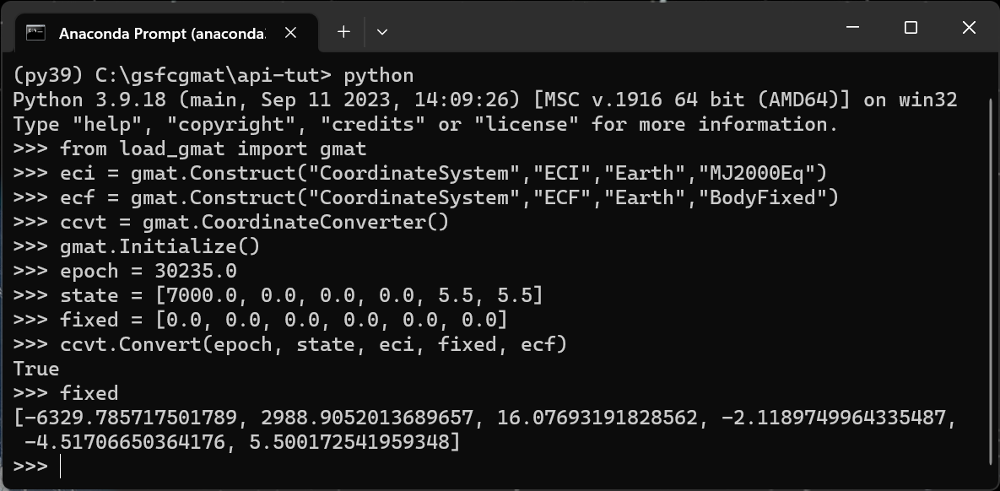 Anaconda Prompt (anaconda
(py39) C:\gsfcgmat\api-tut> python
Python 3.9.18 (main, Sep 11 2023, 14:09:26) [MSC v.1916 64 bit (AMD64)] on win32
Type "help", "copyright", "credits" or "license" for more information.
>>> from load_gmat import gmat
>>> eci = gmat.Construct("CoordinateSystem","ECI","Earth","MJ2000Eq")
>>> ecf = gmat.Construct("CoordinateSystem","ECF","Earth","BodyFixed")
>>> ccvt = gmat.CoordinateConverter()
>>> gmat.Initialize()
>>> epoch = 30235.0
>>> state = [7000.0, 0.0, 0.0, 0.0, 5.5, 5.5]
>>> fixed = [0.0, 0.0, 0.0, 0.0, 0.0, 0.0]
>>> ccvt.Convert(epoch, state, eci, fixed, ecf)
True
>>> fixed
[-6329.785717501789, 2988.9052013689657, 16.07693191828562, -2.1189749964335487,
 -4.51706650364176, 5.500172541959348]
>>>